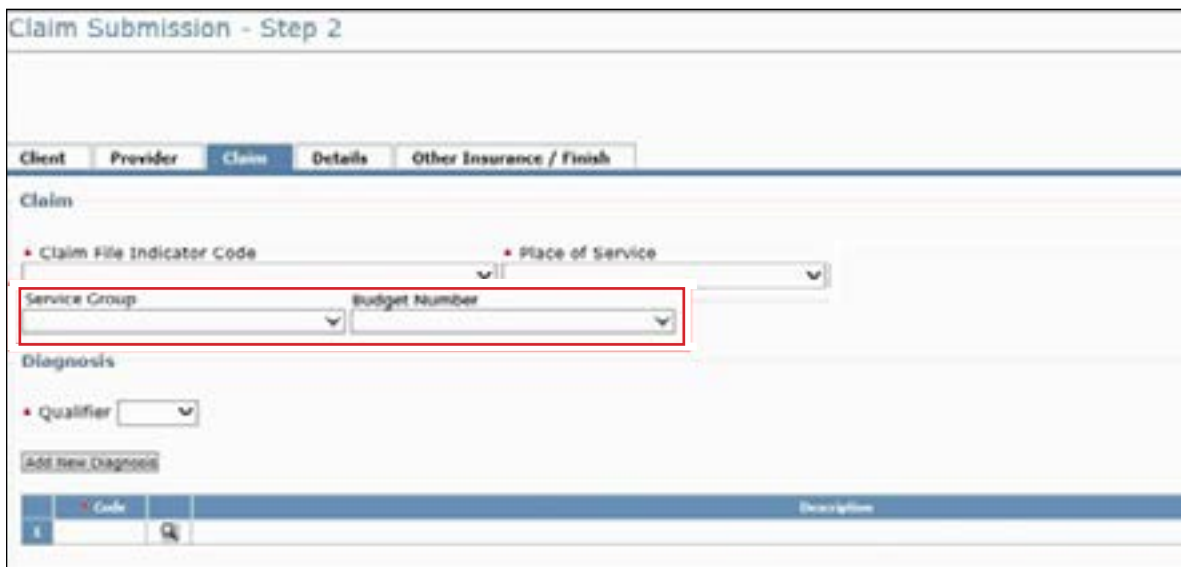 Claim Submission - Step 2
Client Provider Claim Details Other Insurance / Finish
Claim
• Claim File Indicator Code • Place of Service
Service Group Budget Number
Diagnosis
• Qualifier
Add New Diagnosis
• Code Description
1